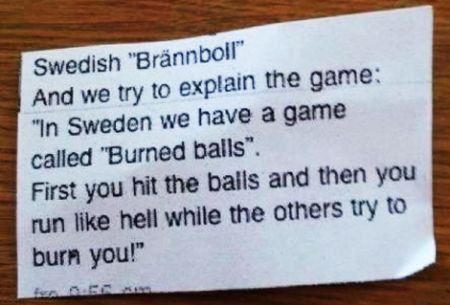 Swedish "Brännboll"
And we try to explain the game:
"In Sweden we have a game
called "Burned balls".
First you hit the balls and then you
run like hell while the others try to
burn you!"